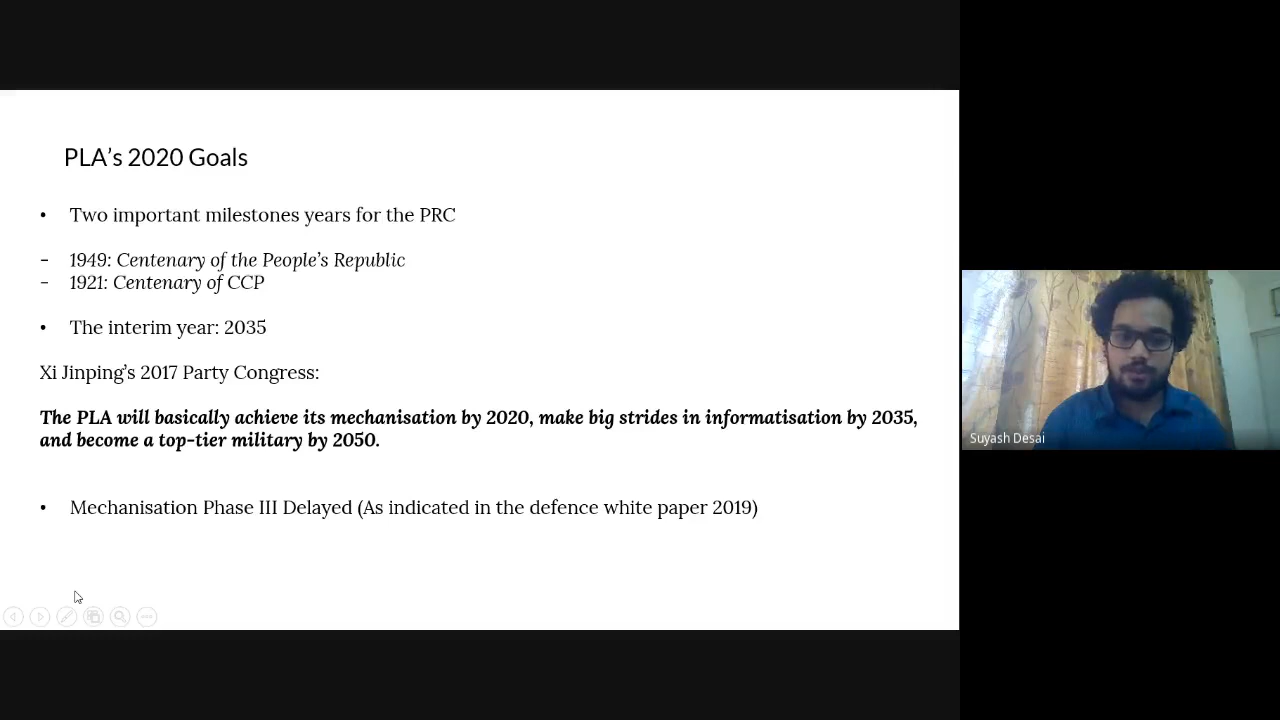 PLA’s 2020 Goals
• Two important milestones years for the PRC
- 1949: Centenary of the People’s Republic
- 1921: Centenary of CCP
• The interim year: 2035
Xi Jinping’s 2017 Party Congress:
The PLA will basically achieve its mechanisation by 2020, make big strides in informatisation by 2035,
and become a top-tier military by 2050.
• Mechanisation Phase III Delayed (As indicated in the defence white paper 2019)
Suyash Desai